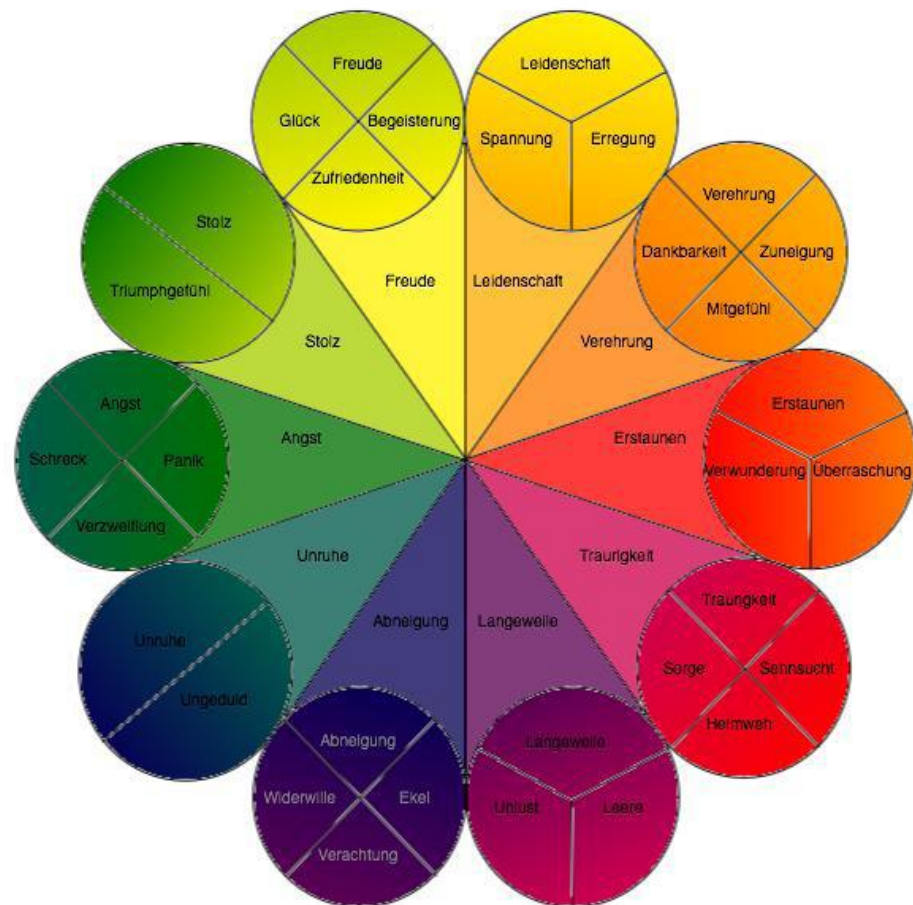 Freude
Glück
Begeisterung
Zufriedenheit
Leidenschaft
Spannung
Erregung
Verehrung
Dankbarkeit
Zuneigung
Mitgefühl
Erstaunen
Verwunderung
Überraschung
Traurigkeit
Sorge
Sehnsucht
Heimweh
Langeweile
Unlust
Leere
Abneigung
Widerwille
Ekel
Verachtung
Unruhe
Ungeduld
Angst
Schreck
Panik
Verzweiflung
Stolz
Triumphgefühl
Freude
Leidenschaft
Verehrung
Erstaunen
Traurigkeit
Langeweile
Abneigung
Unruhe
Angst
Stolz